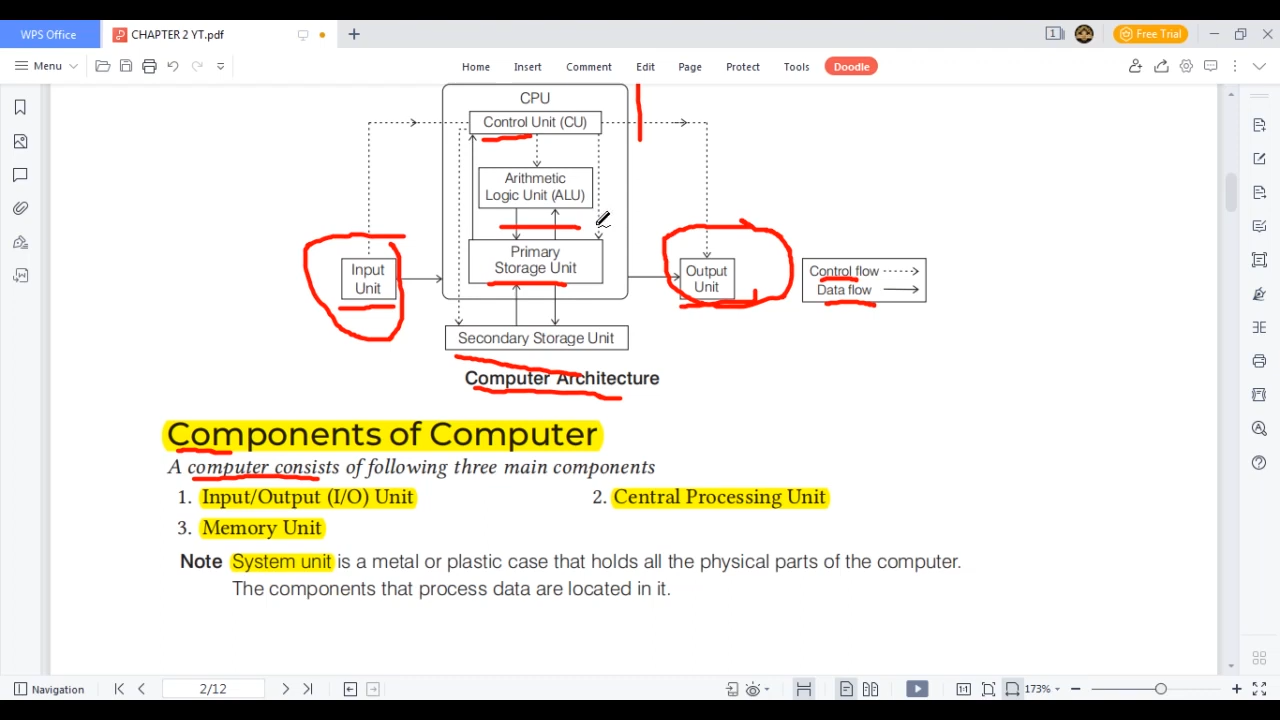 WPS Office
CHAPTER 2 YT.pdf
1
Free Trial
Menu
Home
Insert
Comment
Edit
Page
Protect
Tools
Doodle
CPU
Control Unit (CU)
Arithmetic
Logic Unit (ALU)
Primary
Storage Unit
Input
Unit
Output
Unit
Control flow
Data flow
Secondary Storage Unit
Computer Architecture
Components of Computer
A computer consists of following three main components
1. Input/Output (I/O) Unit
2. Central Processing Unit
3. Memory Unit
Note System unit is a metal or plastic case that holds all the physical parts of the computer.
The components that process data are located in it.
Navigation
2/12
1:1
173%